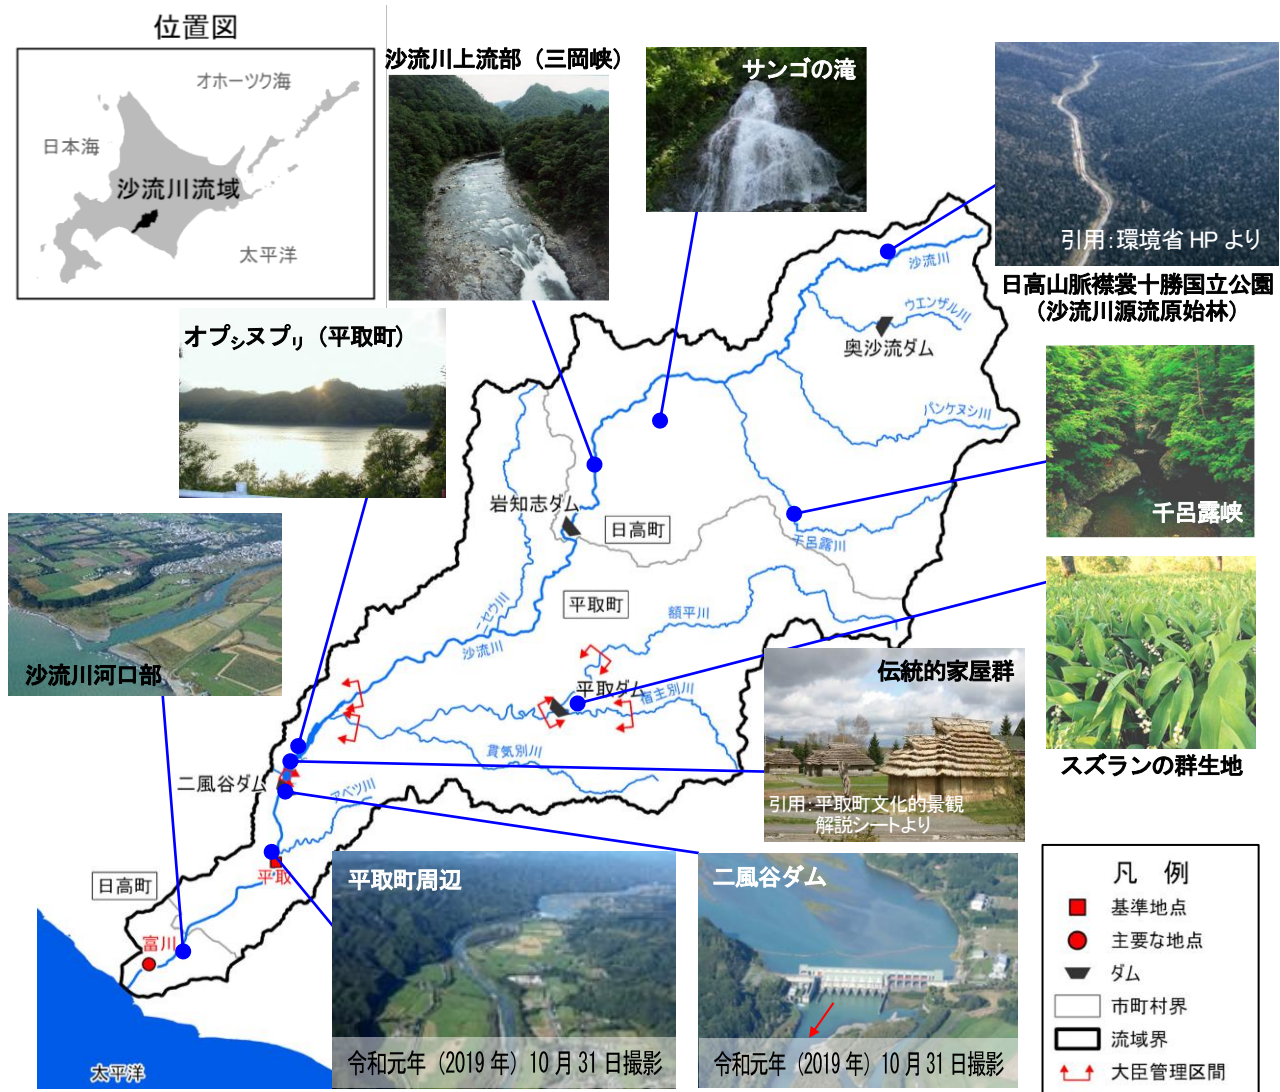 位置図
オホーツク海
日本海
沙流川流域
太平洋
沙流川上流部（三岡峡）
サンゴの滝
引用：環境省 HP より
日高山脈襟裳十勝国立公園
（沙流川源流原始林）
オプシヌプリ（平取町）
沙流川
ウエンザル川
奥沙流ダム
パンケヌシ川
千呂露峡
岩知志ダム
日高町
千呂露川
平取町
ニセウ川
額平川
沙流川
沙流川河口部
平取ダム
宿主別川
伝統的家屋群
引用：平取町文化的景観
解説シートより
スズランの群生地
貫気別川
二風谷ダム
アベツ川
平取
日高町
富川
平取町周辺
令和元年（2019 年）10 月 31 日撮影
二風谷ダム
令和元年（2019 年）10 月 31 日撮影
太平洋
凡 例
基準地点
主要な地点
ダム
市町村界
流域界
大臣管理区間